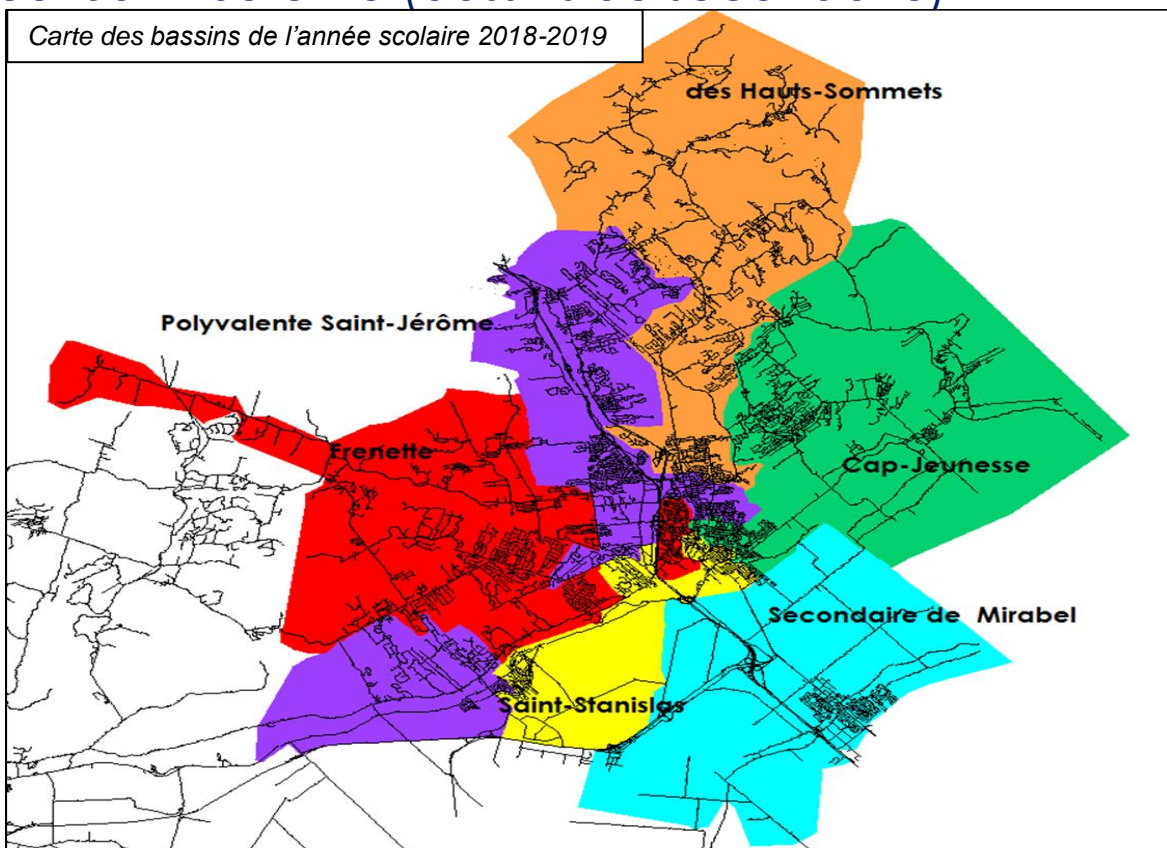 Carte des bassins de l'année scolaire 2018-2019
des Hauts-Sommets
Polyvalente Saint-Jérôme
Frenette
Cap-Jeunesse
Secondaire de Mirabel
Saint-Stanislas